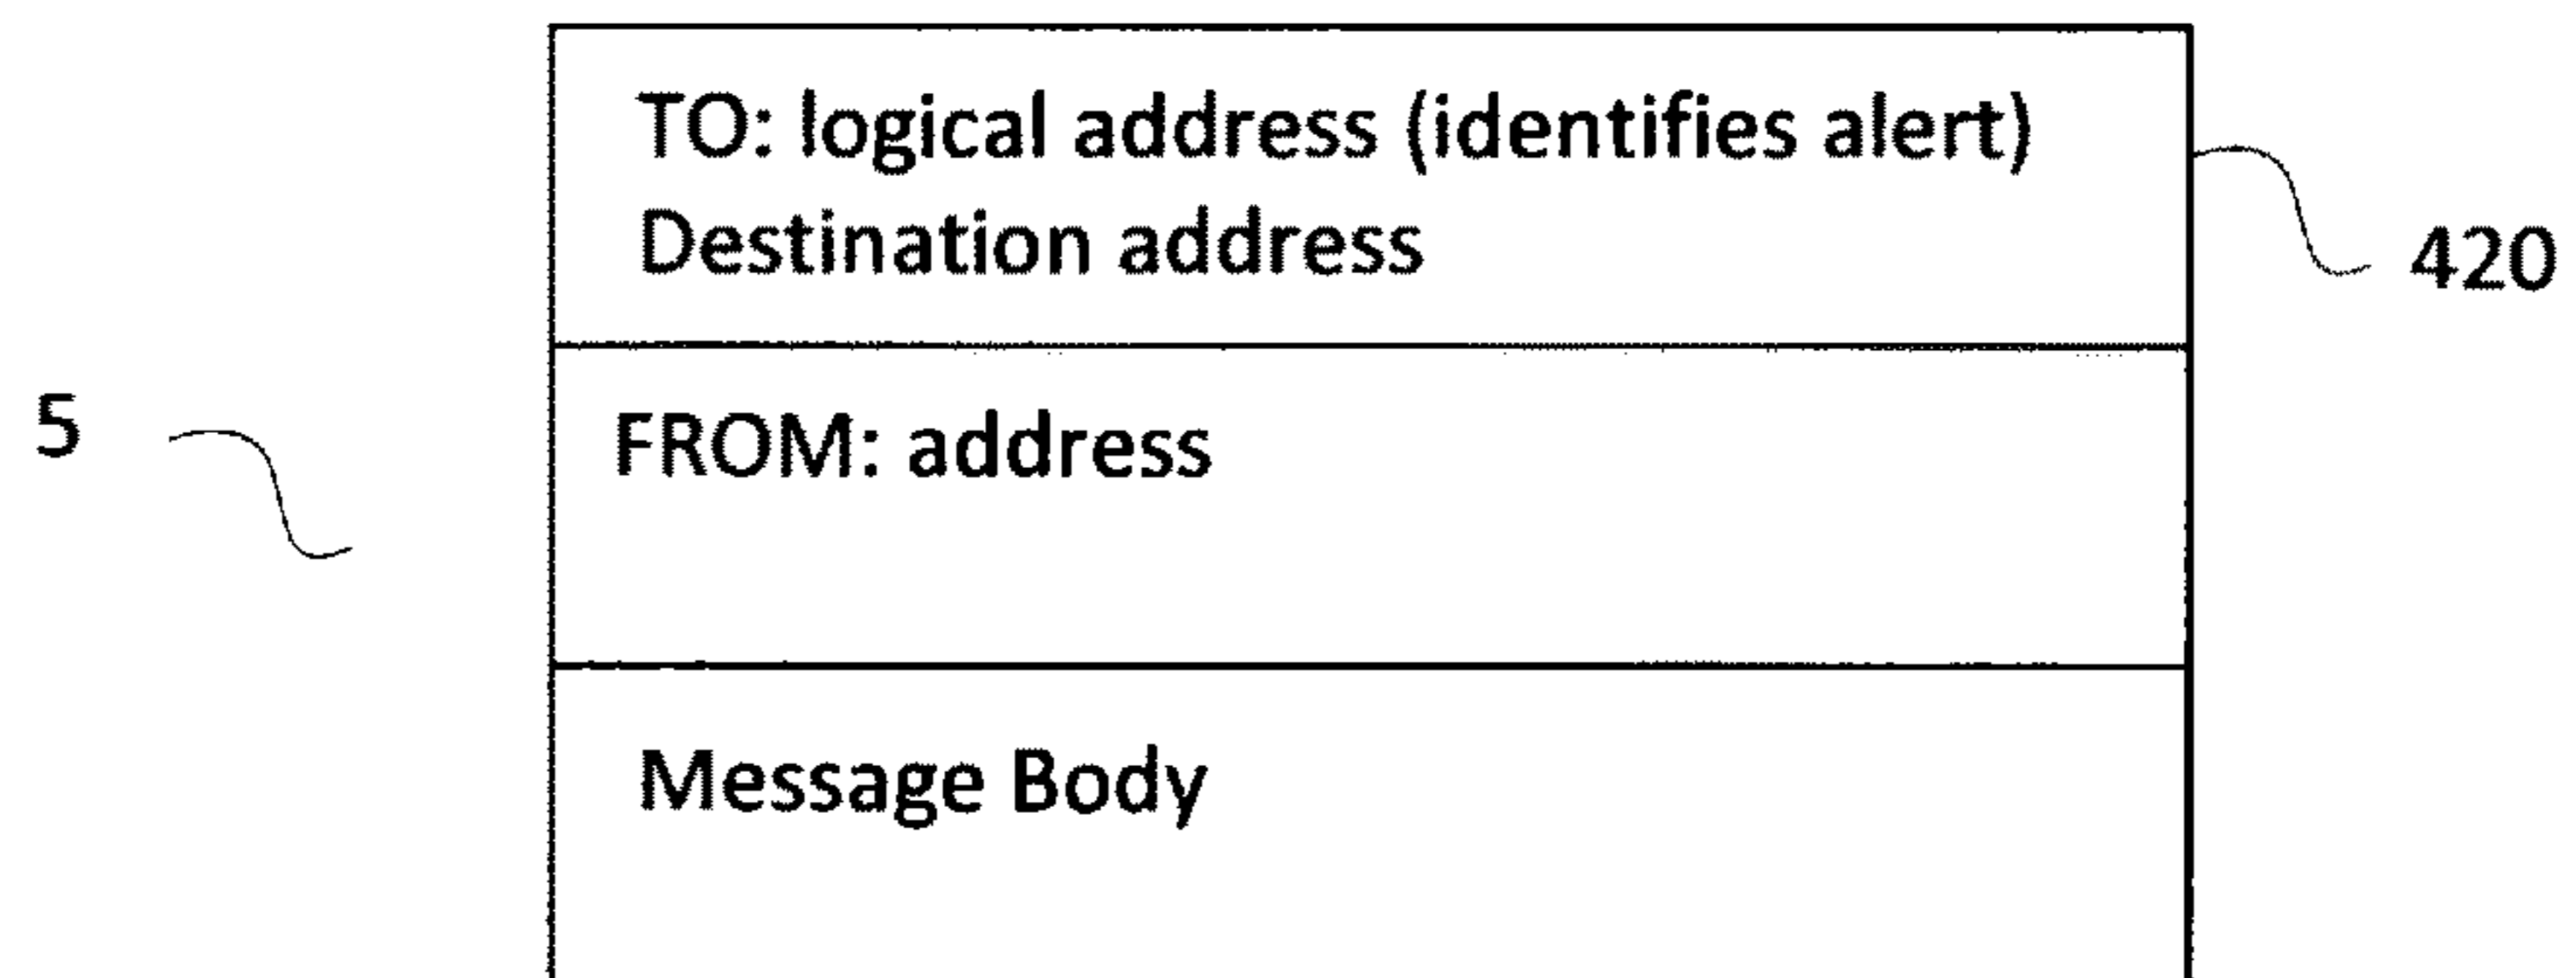 TO: logical address (identifies alert)
Destination address
420
5
FROM: address
Message Body